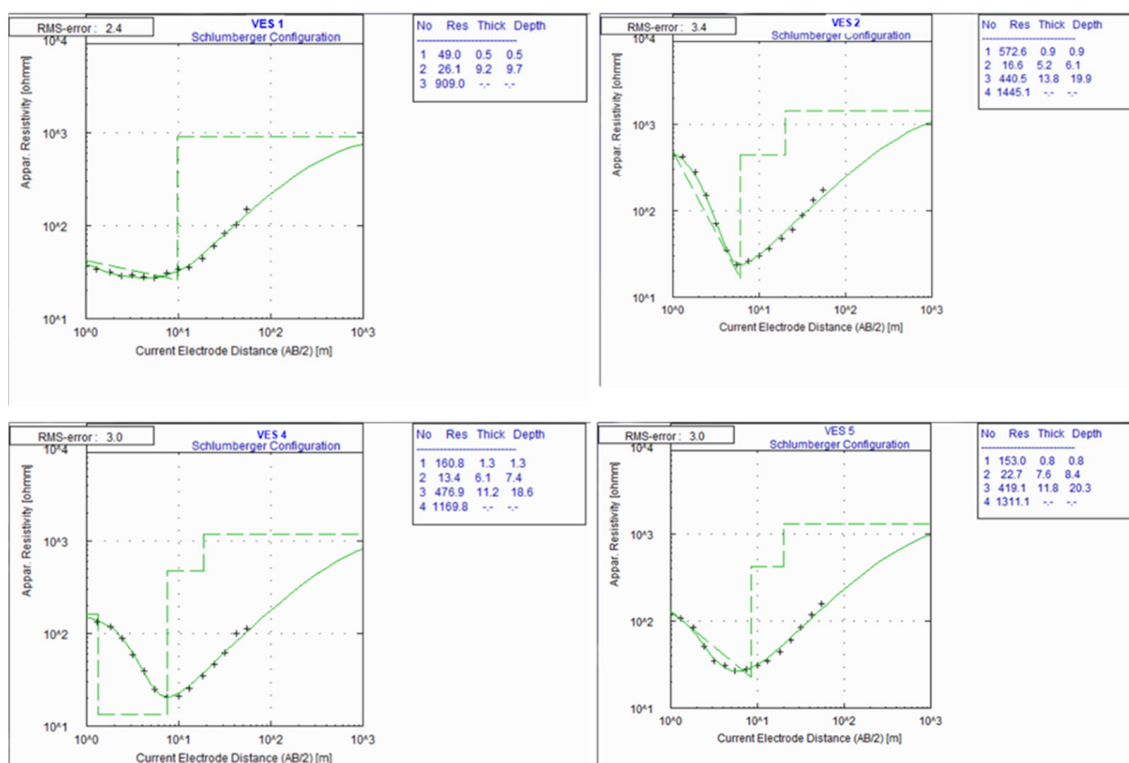 RMS-error : 2.4
VES 1
Schlumberger Configuration
No Res Thick Depth
1 49.0 0.5 0.5
2 26.1 9.2 9.7
3 909.0 -.- -.-
Appar. Resistivity [ohmm]
10^4
10^3
10^2
10^1
10^0 10^1 10^2 10^3
Current Electrode Distance (AB/2) [m]
RMS-error : 3.4
VES 2
Schlumberger Configuration
No Res Thick Depth
1 572.6 0.9 0.9
2 16.6 5.2 6.1
3 440.5 13.8 19.9
4 1445.1 -.- -.-
Appar. Resistivity [ohmm]
10^4
10^3
10^2
10^1
10^0 10^1 10^2 10^3
Current Electrode Distance (AB/2) [m]
RMS-error : 3.0
VES 4
Schlumberger Configuration
No Res Thick Depth
1 160.8 1.3 1.3
2 13.4 6.1 7.4
3 476.9 11.2 18.6
4 1169.8 -.- -.-
Appar. Resistivity [ohmm]
10^4
10^3
10^2
10^1
10^0 10^1 10^2 10^3
Current Electrode Distance (AB/2) [m]
RMS-error : 3.0
VES 5
Schlumberger Configuration
No Res Thick Depth
1 153.0 0.8 0.8
2 22.7 7.6 8.4
3 419.1 11.8 20.3
4 1311.1 -.- -.-
Appar. Resistivity [ohmm]
10^4
10^3
10^2
10^1
10^0 10^1 10^2 10^3
Current Electrode Distance (AB/2) [m]